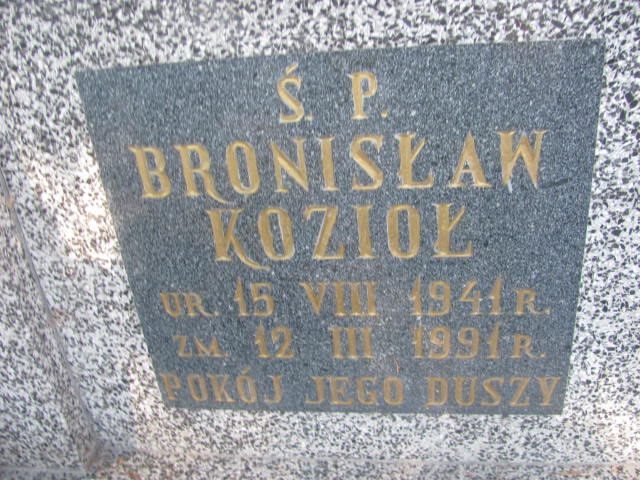 Ś. P.
BRONISŁAW
KOZIOŁ
UR. 15 VIII 1941 R.
ZM. 12 III 1991 R.
POKÓJ JEGO DUSZY